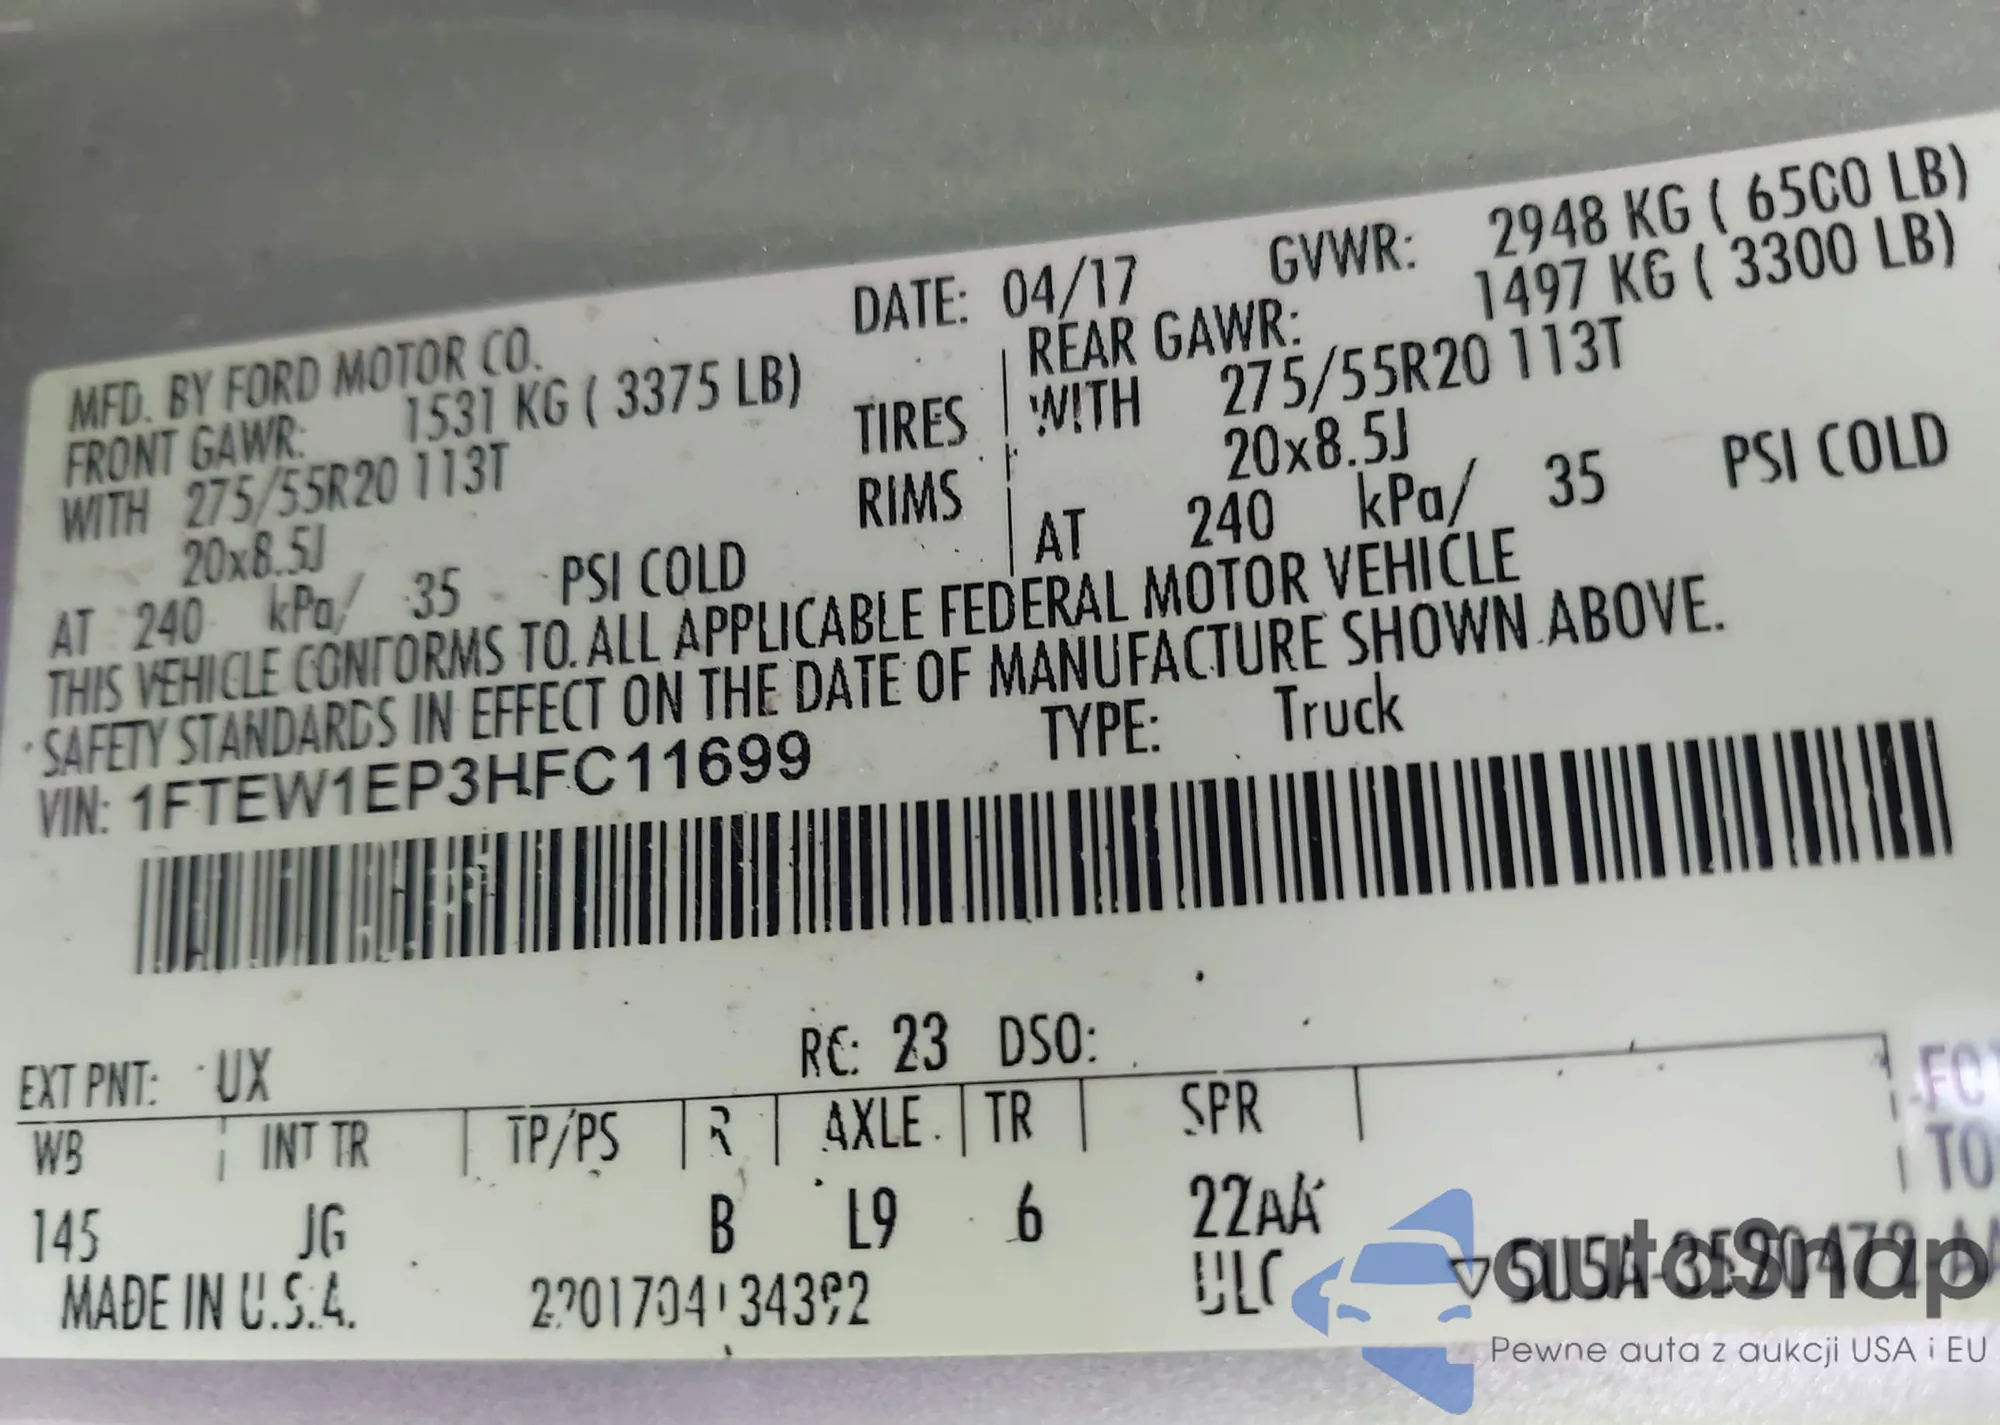 MFD. BY FORD MOTOR CO. DATE: 04/17 GVWR: 2948 KG ( 6500 LB)
FRONT GAWR: 1531 KG ( 3375 LB) REAR GAWR: 1497 KG ( 3300 LB)
WITH 275/55R20 113T TIRES WITH 275/55R20 113T
20x8.5J RIMS 20x8.5J
AT 240 kPa/ 35 PSI COLD AT 240 kPa/ 35 PSI COLD
THIS VEHICLE CONFORMS TO ALL APPLICABLE FEDERAL MOTOR VEHICLE
SAFETY STANDARDS IN EFFECT ON THE DATE OF MANUFACTURE SHOWN ABOVE.
VIN: 1FTEW1EP3HFC11699 TYPE: Truck
EXT PNT: UX RC: 23 DSO:
WB INT TR TP/PS R AXLE TR SPR
145 JG B L9 6 22AA
MADE IN U.S.A.
autosnap
Pewne auta z aukcji USA i EU